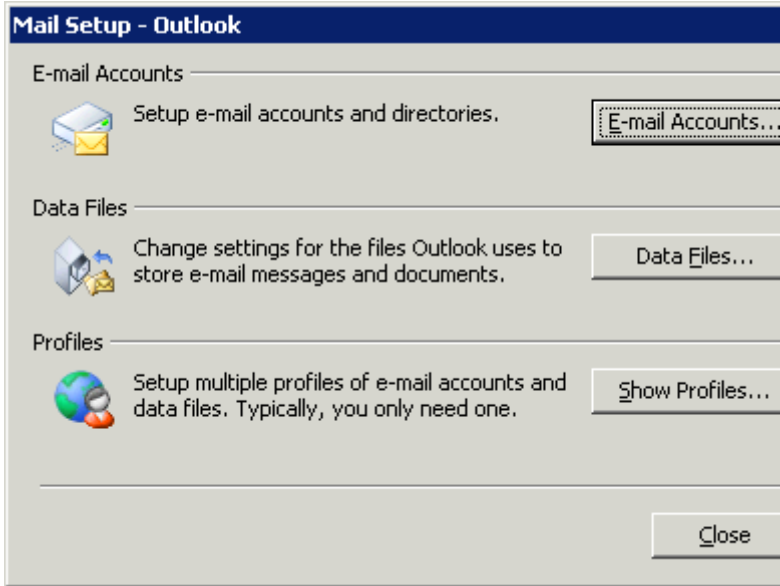 Mail Setup - Outlook
E-mail Accounts
Setup e-mail accounts and directories.
E-mail Accounts...
Data Files
Change settings for the files Outlook uses to
store e-mail messages and documents.
Data Files...
Profiles
Setup multiple profiles of e-mail accounts and
data files. Typically, you only need one.
Show Profiles...
Close